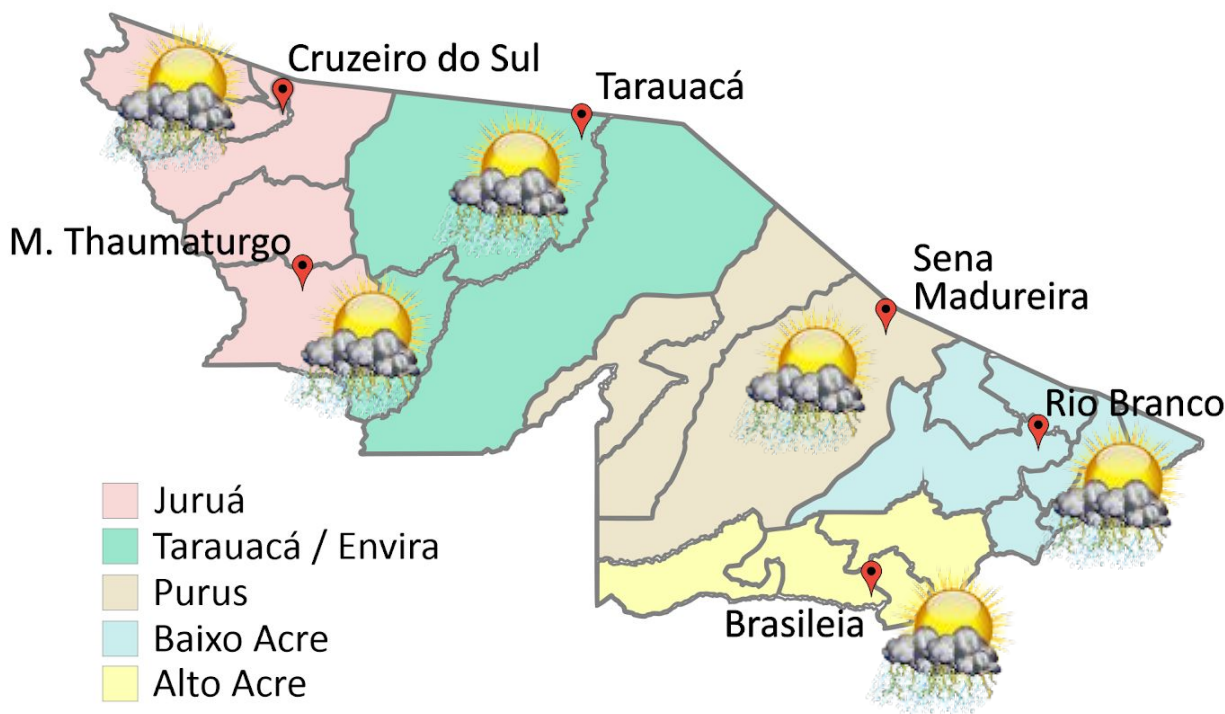 Cruzeiro do Sul
Tarauacá
M. Thaumaturgo
Sena
Madureira
Rio Branco
Brasileia
Juruá
Tarauacá / Envira
Purus
Baixo Acre
Alto Acre